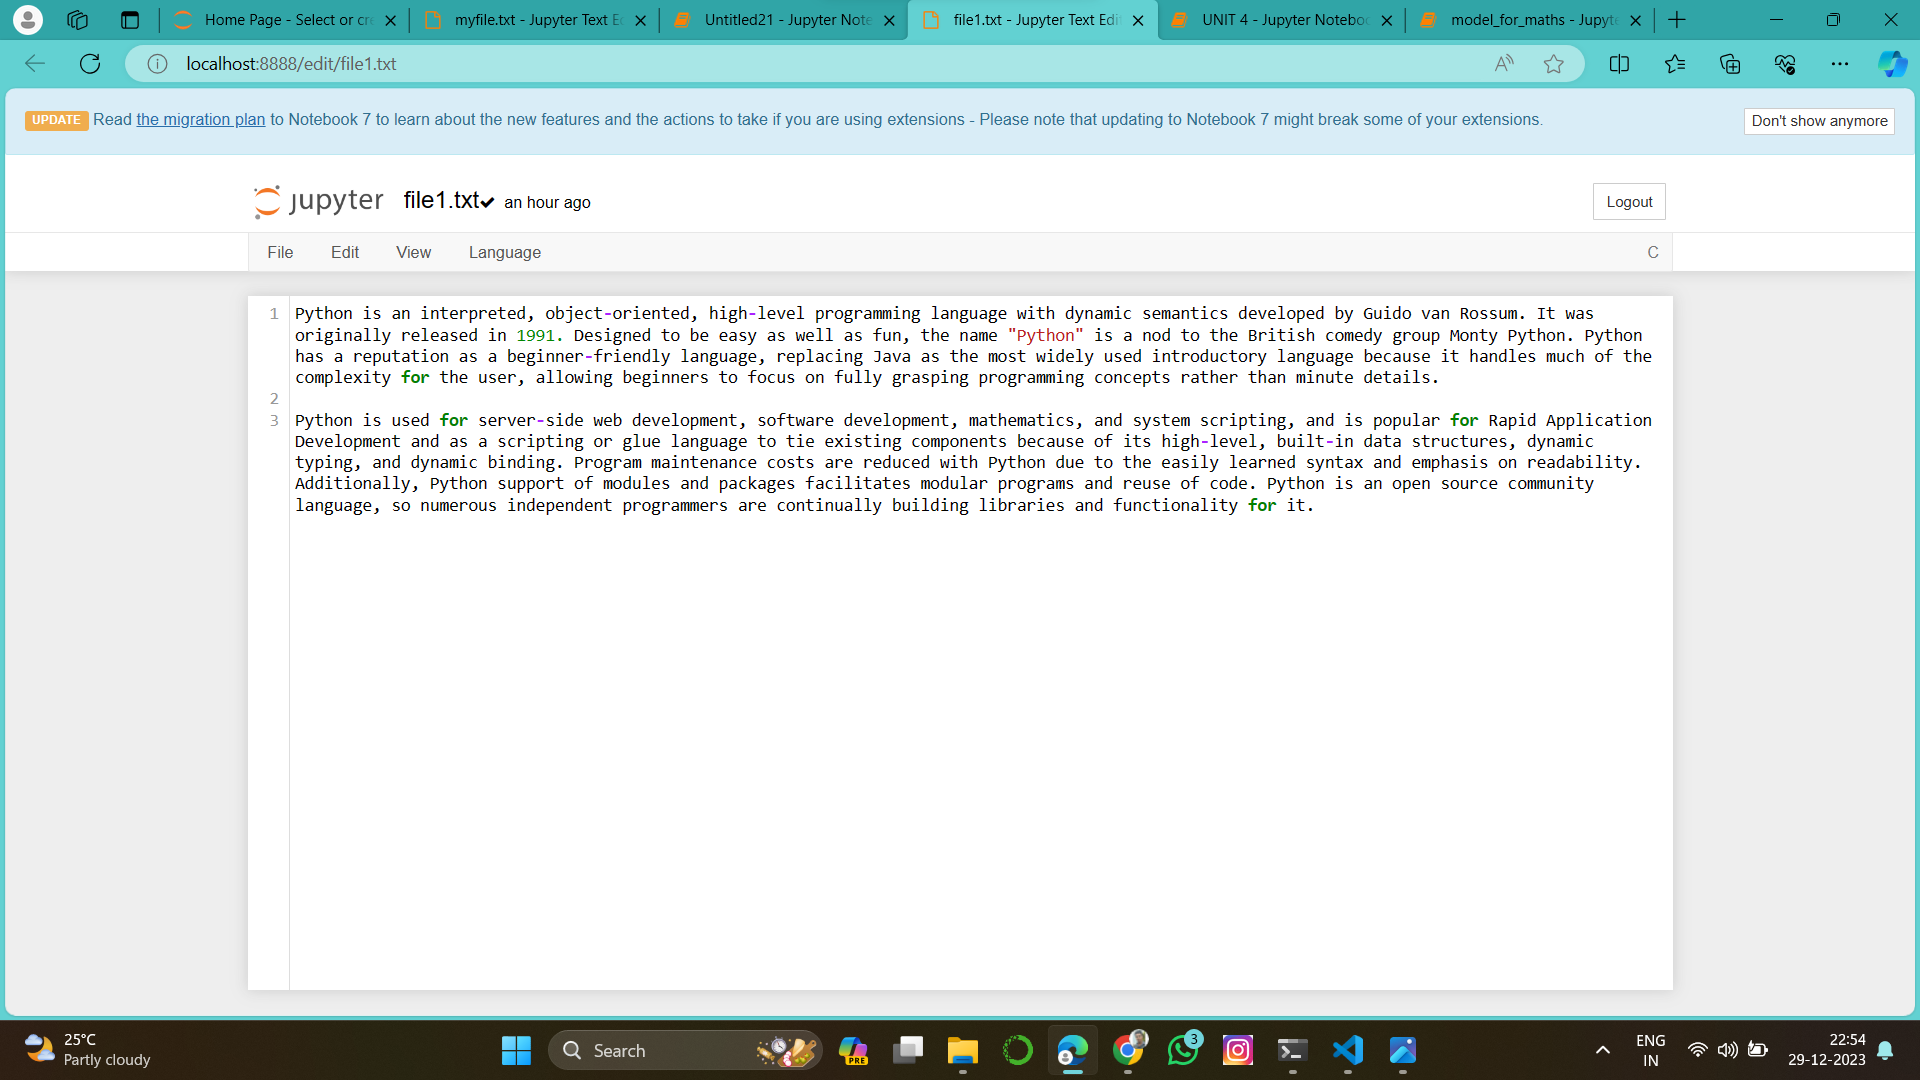 Home Page - Select or cre
myfile.txt - Jupyter Text Ed
Untitled21 - Jupyter Note
file1.txt - Jupyter Text Edit
UNIT 4 - Jupyter Noteboo
model_for_maths - Jupyte
localhost:8888/edit/file1.txt
UPDATE Read the migration plan to Notebook 7 to learn about the new features and the actions to take if you are using extensions - Please note that updating to Notebook 7 might break some of your extensions.
Don't show anymore
jupyter file1.txt an hour ago
Logout
File Edit View Language C
1 Python is an interpreted, object-oriented, high-level programming language with dynamic semantics developed by Guido van Rossum. It was
originally released in 1991. Designed to be easy as well as fun, the name "Python" is a nod to the British comedy group Monty Python. Python
has a reputation as a beginner-friendly language, replacing Java as the most widely used introductory language because it handles much of the
complexity for the user, allowing beginners to focus on fully grasping programming concepts rather than minute details.
2
3 Python is used for server-side web development, software development, mathematics, and system scripting, and is popular for Rapid Application
Development and as a scripting or glue language to tie existing components because of its high-level, built-in data structures, dynamic
typing, and dynamic binding. Program maintenance costs are reduced with Python due to the easily learned syntax and emphasis on readability.
Additionally, Python support of modules and packages facilitates modular programs and reuse of code. Python is an open source community
language, so numerous independent programmers are continually building libraries and functionality for it.
25°C
Partly cloudy
Search
PRE
3
ENG
IN
22:54
29-12-2023